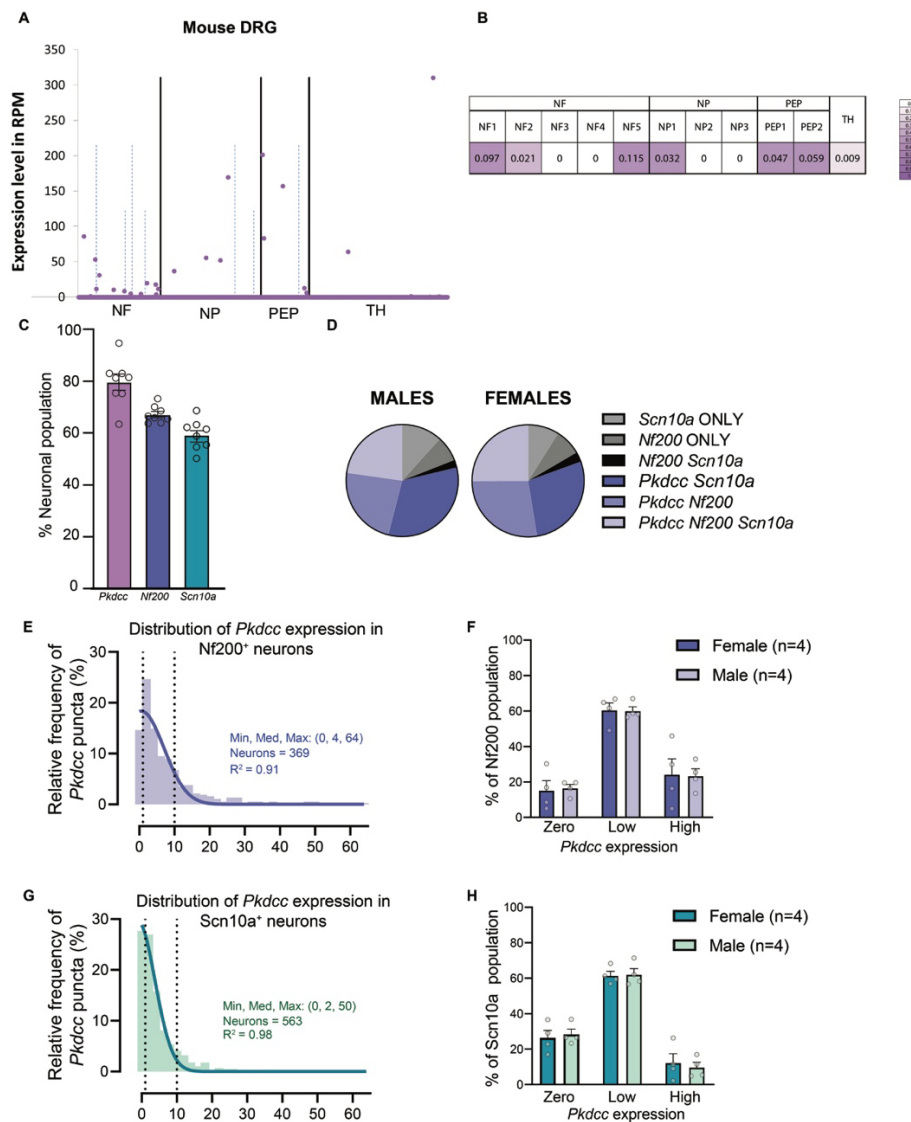 A
Mouse DRG
Expression level in RPM
350
300
250
200
150
100
50
0
NF
NP
PEP
TH
B
NF NP PEP TH
NF1 NF2 NF3 NF4 NF5 NP1 NP2 NP3 PEP1 PEP2
0.097 0.021 0 0 0.115 0.032 0 0 0.047 0.059 0.009
C
% Neuronal population
100
80
60
40
20
0
Pkdcc Nf200 Scn10a
D
MALES FEMALES
Scn10a ONLY
Nf200 ONLY
Nf200 Scn10a
Pkdcc Scn10a
Pkdcc Nf200
Pkdcc Nf200 Scn10a
E
Distribution of Pkdcc expression in
Nf200+ neurons
Relative frequency of
Pkdcc puncta (%)
30
20
10
0
Min, Med, Max: (0, 4, 64)
Neurons = 369
R² = 0.91
0 10 20 30 40 50 60
F
Female (n=4)
Male (n=4)
% of Nf200 population
100
80
60
40
20
0
Zero Low High
Pkdcc expression
G
Distribution of Pkdcc expression in
Scn10a+ neurons
Relative frequency of
Pkdcc puncta (%)
30
20
10
0
Min, Med, Max: (0, 2, 50)
Neurons = 563
R² = 0.98
0 10 20 30 40 50 60
H
Female (n=4)
Male (n=4)
% of Scn10a population
100
80
60
40
20
0
Zero Low High
Pkdcc expression